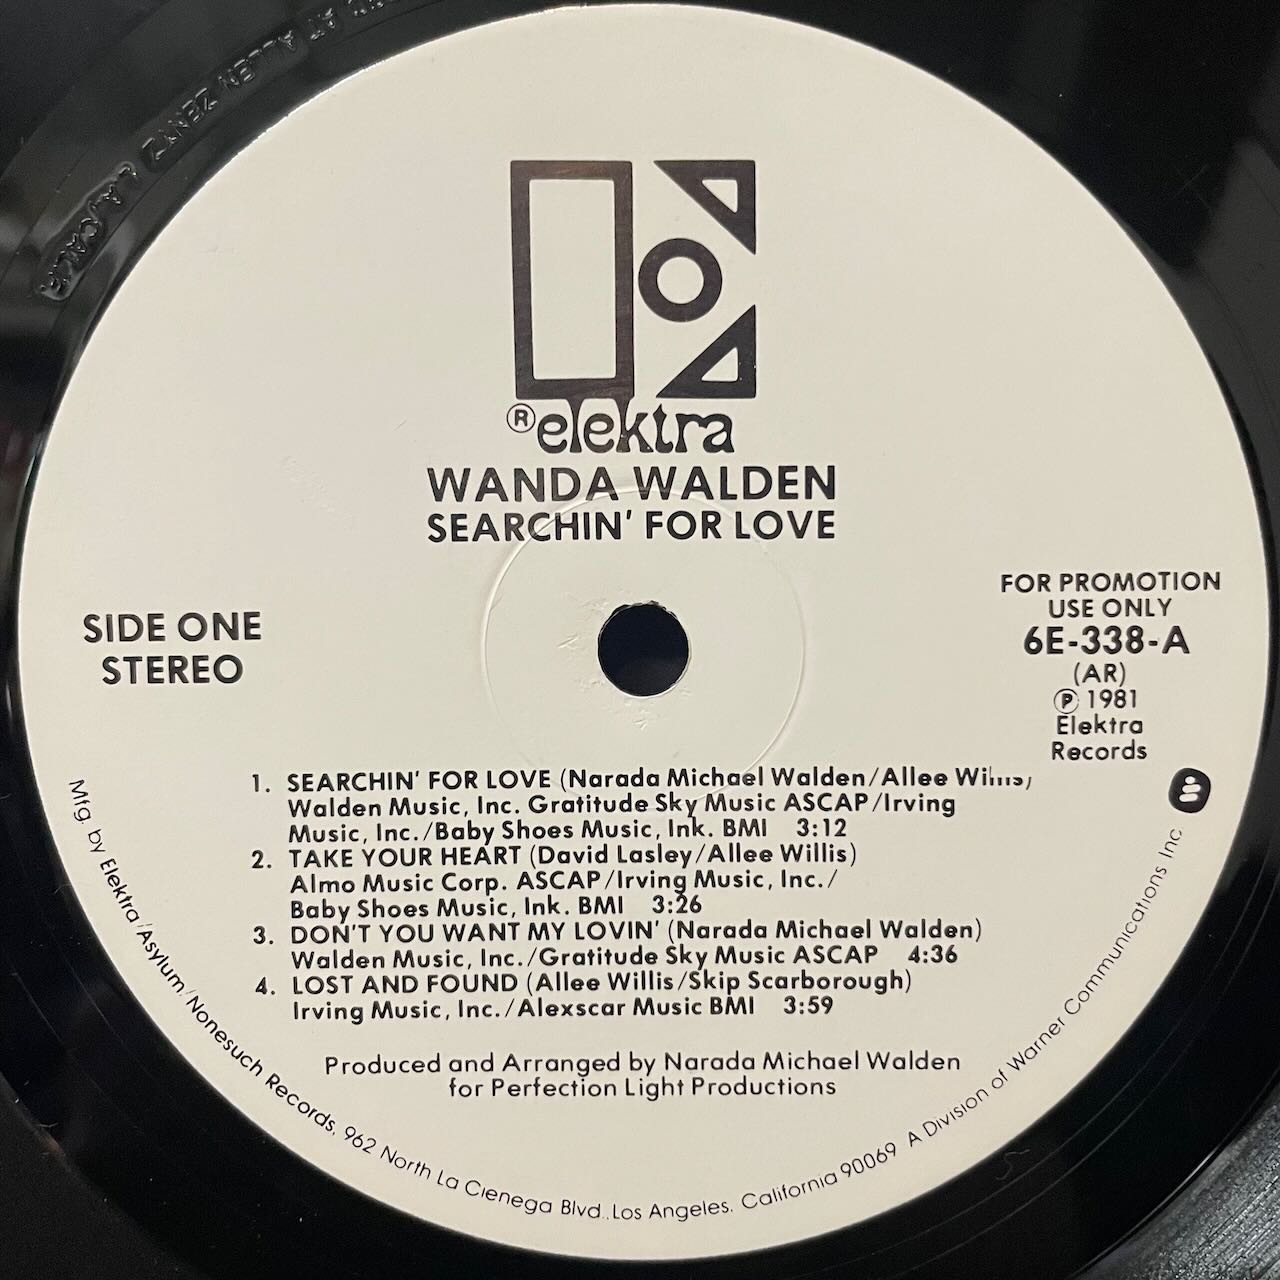 AT ALLEN ZENTZ L.A., CALIF.
® elektra
WANDA WALDEN
SEARCHIN' FOR LOVE
SIDE ONE
STEREO
FOR PROMOTION
USE ONLY
6E-338-A
(AR)
℗ 1981
Elektra
Records
1. SEARCHIN' FOR LOVE (Narada Michael Walden/Allee Willis)
Walden Music, Inc. Gratitude Sky Music ASCAP/Irving
Music, Inc./Baby Shoes Music, Ink. BMI 3:12
2. TAKE YOUR HEART (David Lasley/Allee Willis)
Almo Music Corp. ASCAP/Irving Music, Inc./
Baby Shoes Music, Ink. BMI 3:26
3. DON'T YOU WANT MY LOVIN' (Narada Michael Walden)
Walden Music, Inc./Gratitude Sky Music ASCAP 4:36
4. LOST AND FOUND (Allee Willis/Skip Scarborough)
Irving Music, Inc./Alexscar Music BMI 3:59
Produced and Arranged by Narada Michael Walden
for Perfection Light Productions
Mfg. by Elektra/Asylum/Nonesuch Records, 962 North La Cienega Blvd., Los Angeles, California 90069 A Division of Warner Communications Inc.